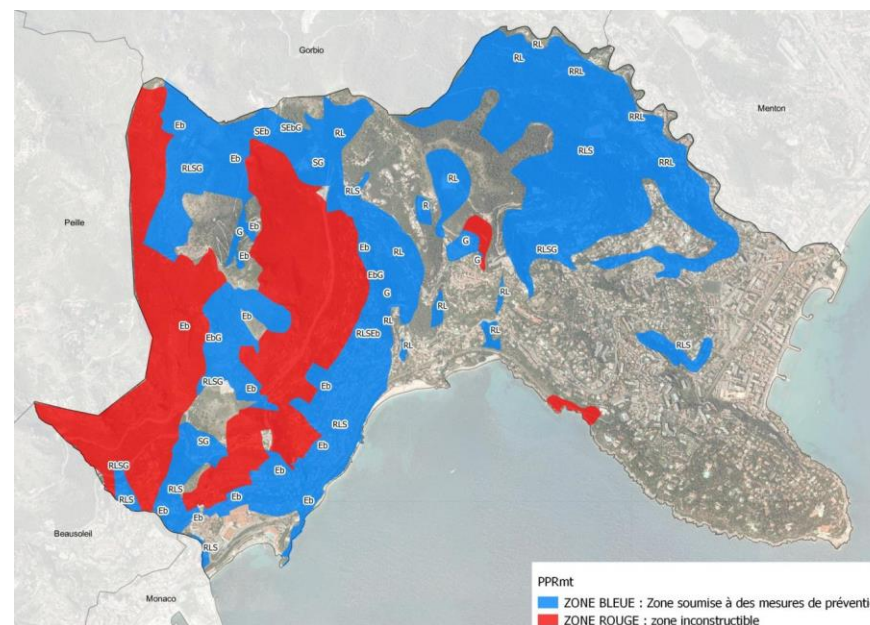 Gorbio
RL
RL
RRL
Menton
RRL
Eb
SEb
SEbG
RL
RLS
RRL
Eb
SG
RLSG
RL
RLS
R
Peille
Eb
G
G
Eb
RL
RLSG
G
Eb
EbG
G
RL
RL
Eb
Eb
RL
RLSEb
RL
EbG
RL
RLS
RLSG
Eb
Eb
RLS
SG
Eb
RLSG
Eb
RLS
RLS
Eb
Eb
Eb
Eb
Beausoleil
RLS
Monaco
PPRmt
ZONE BLEUE : Zone soumise à des mesures de préventi
ZONE ROUGE : zone inconstructible